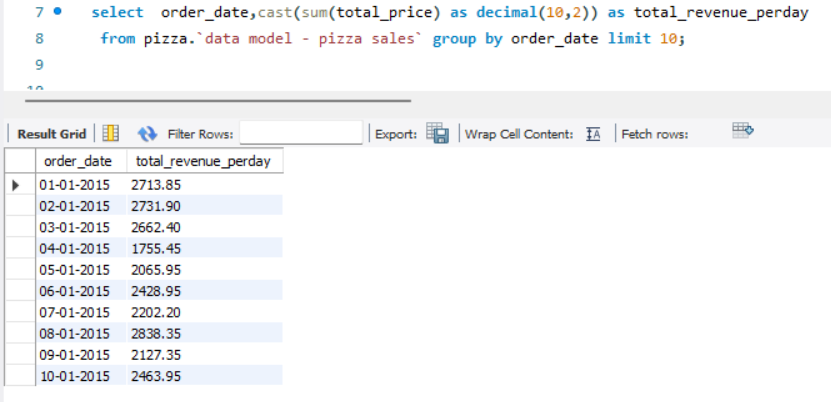 7 select order_date,cast(sum(total_price) as decimal(10,2)) as total_revenue_perday
8 from pizza.`data model - pizza sales` group by order_date limit 10;
9
Result Grid Filter Rows: Export: Wrap Cell Content: IA Fetch rows:
order_date total_revenue_perday
01-01-2015 2713.85
02-01-2015 2731.90
03-01-2015 2662.40
04-01-2015 1755.45
05-01-2015 2065.95
06-01-2015 2428.95
07-01-2015 2202.20
08-01-2015 2838.35
09-01-2015 2127.35
10-01-2015 2463.95